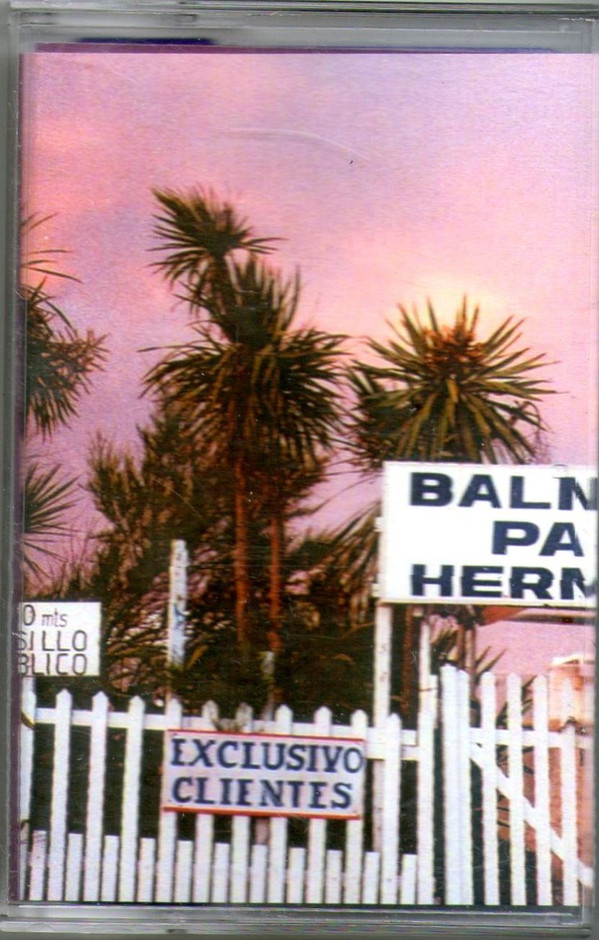 BALN
PA
HERM
0 mts
SILLO
BLICO
EXCLUSIVO
CLIENTES